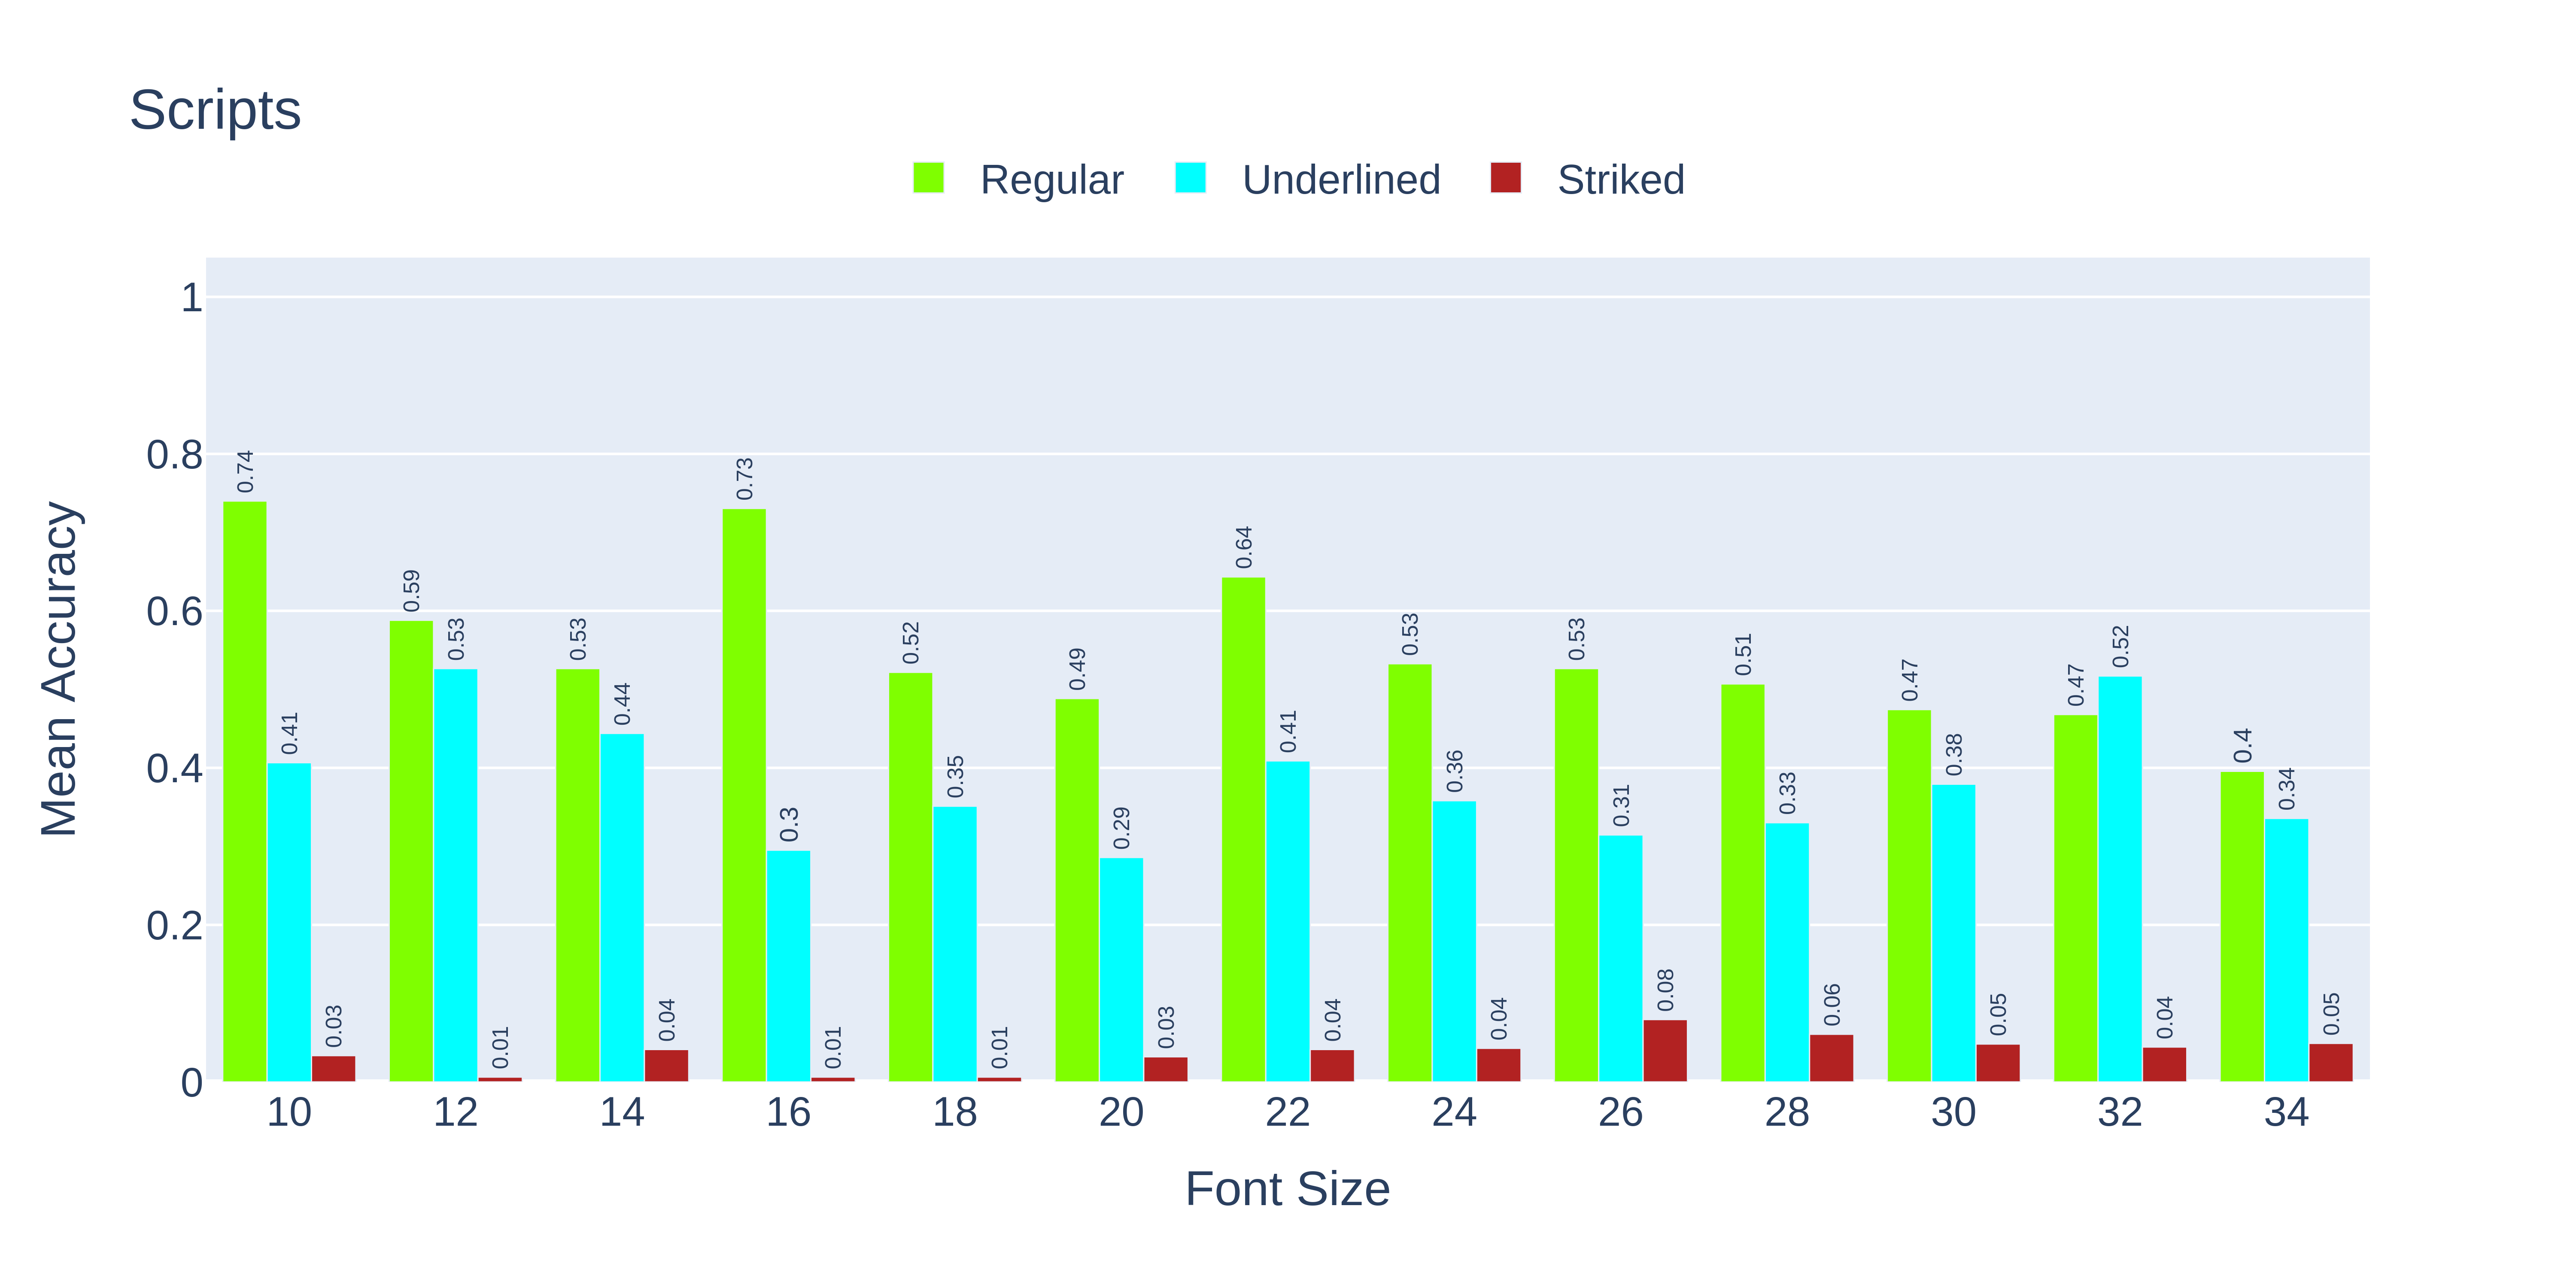 Scripts
Regular Underlined Striked
Mean Accuracy
1
0.8
0.6
0.4
0.2
0
0.74 0.41 0.03
0.59 0.53 0.01
0.53 0.44 0.04
0.73 0.3 0.01
0.52 0.35 0.01
0.49 0.29 0.03
0.64 0.41 0.04
0.53 0.36 0.04
0.53 0.31 0.08
0.51 0.33 0.06
0.47 0.38 0.05
0.47 0.52 0.04
0.4 0.34 0.05
10 12 14 16 18 20 22 24 26 28 30 32 34
Font Size